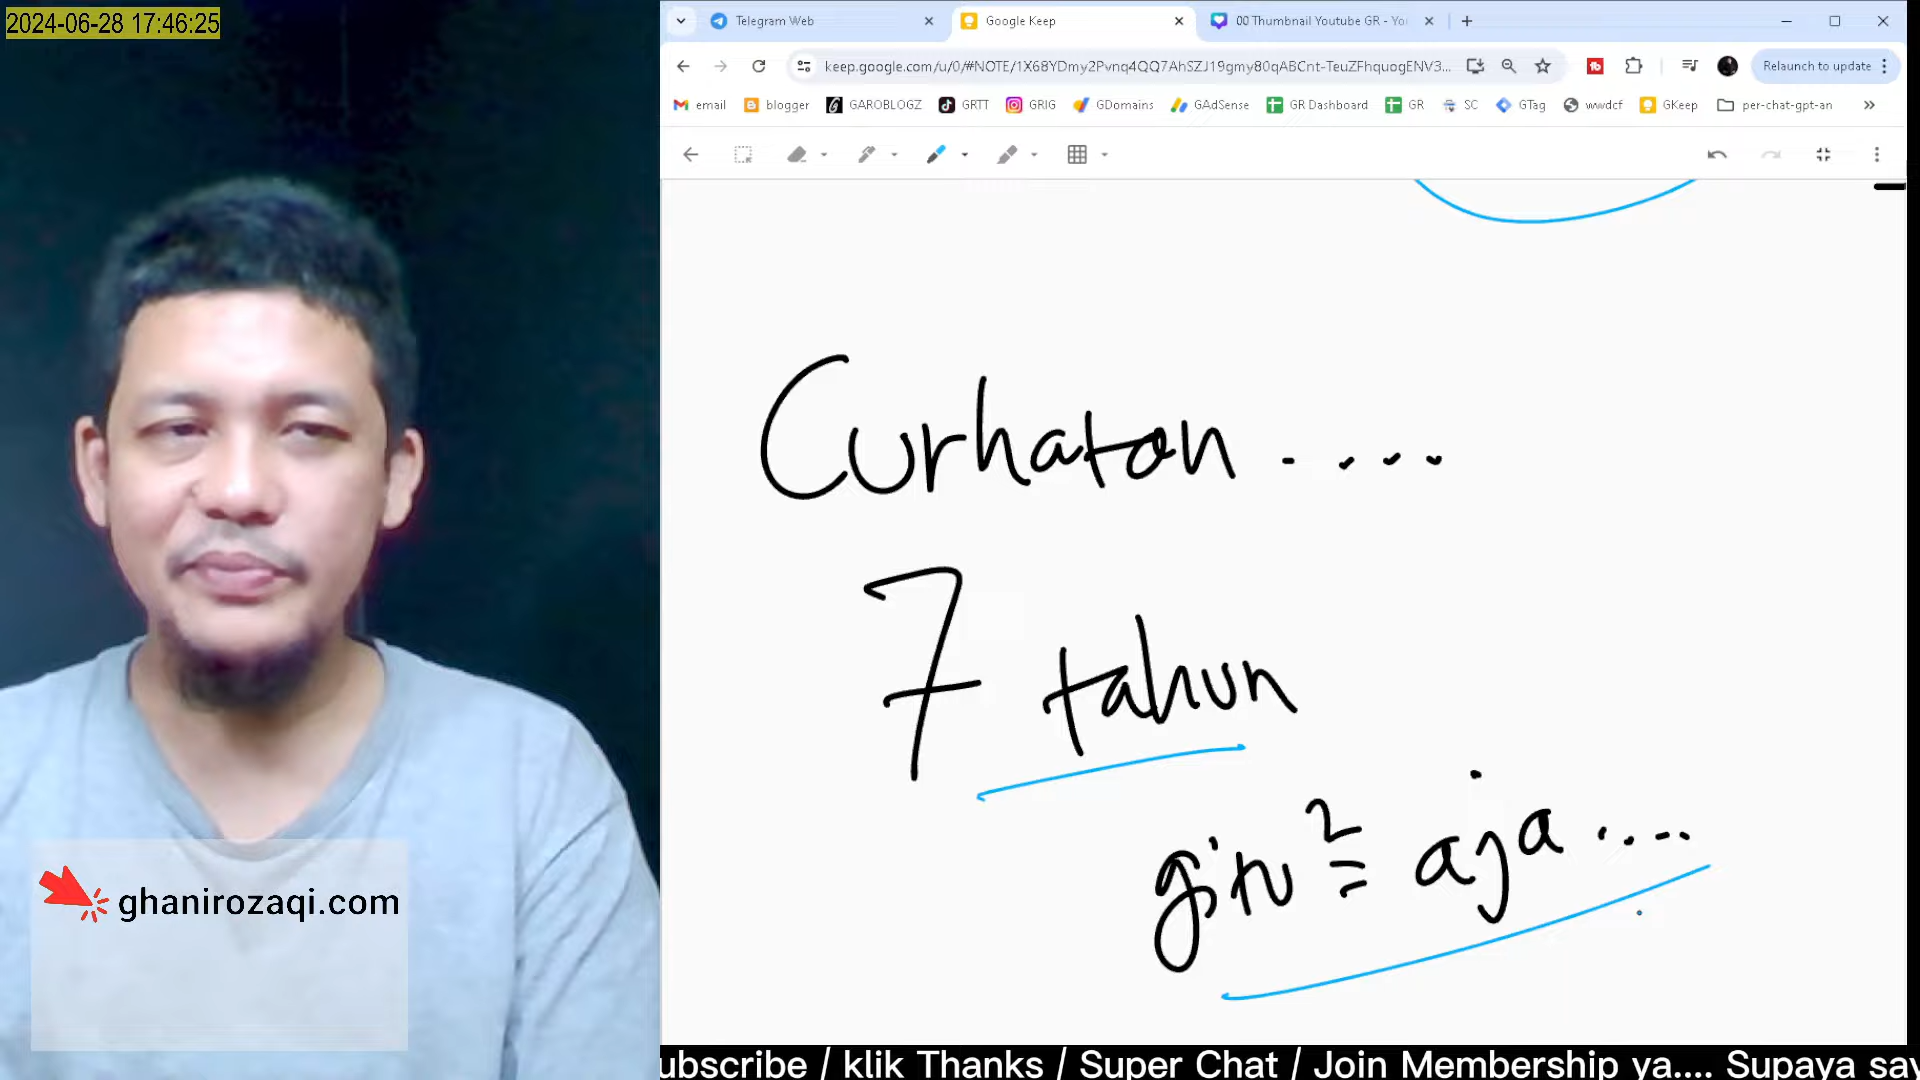 2024-06-28 17:46:25
Telegram Web
Google Keep
00 Thumbnail Youtube GR - You
keep.google.com/u/0/#NOTE/1X68YDmy2Pvnq4QQ7AhSZJ19gmy80qABCnt-TeuZFhquogENV3...
Relaunch to update
email
blogger
GAROBLOGZ
GRTT
GRIG
GDomains
GAdSense
GR Dashboard
GR
SC
GTag
wwdcf
GKeep
per-chat-gpt-an
Curhatan ....
7 tahun
gitu² = aja ....
ghanirozaqi.com
ubscribe / klik Thanks / Super Chat / Join Membership ya.... Supaya say